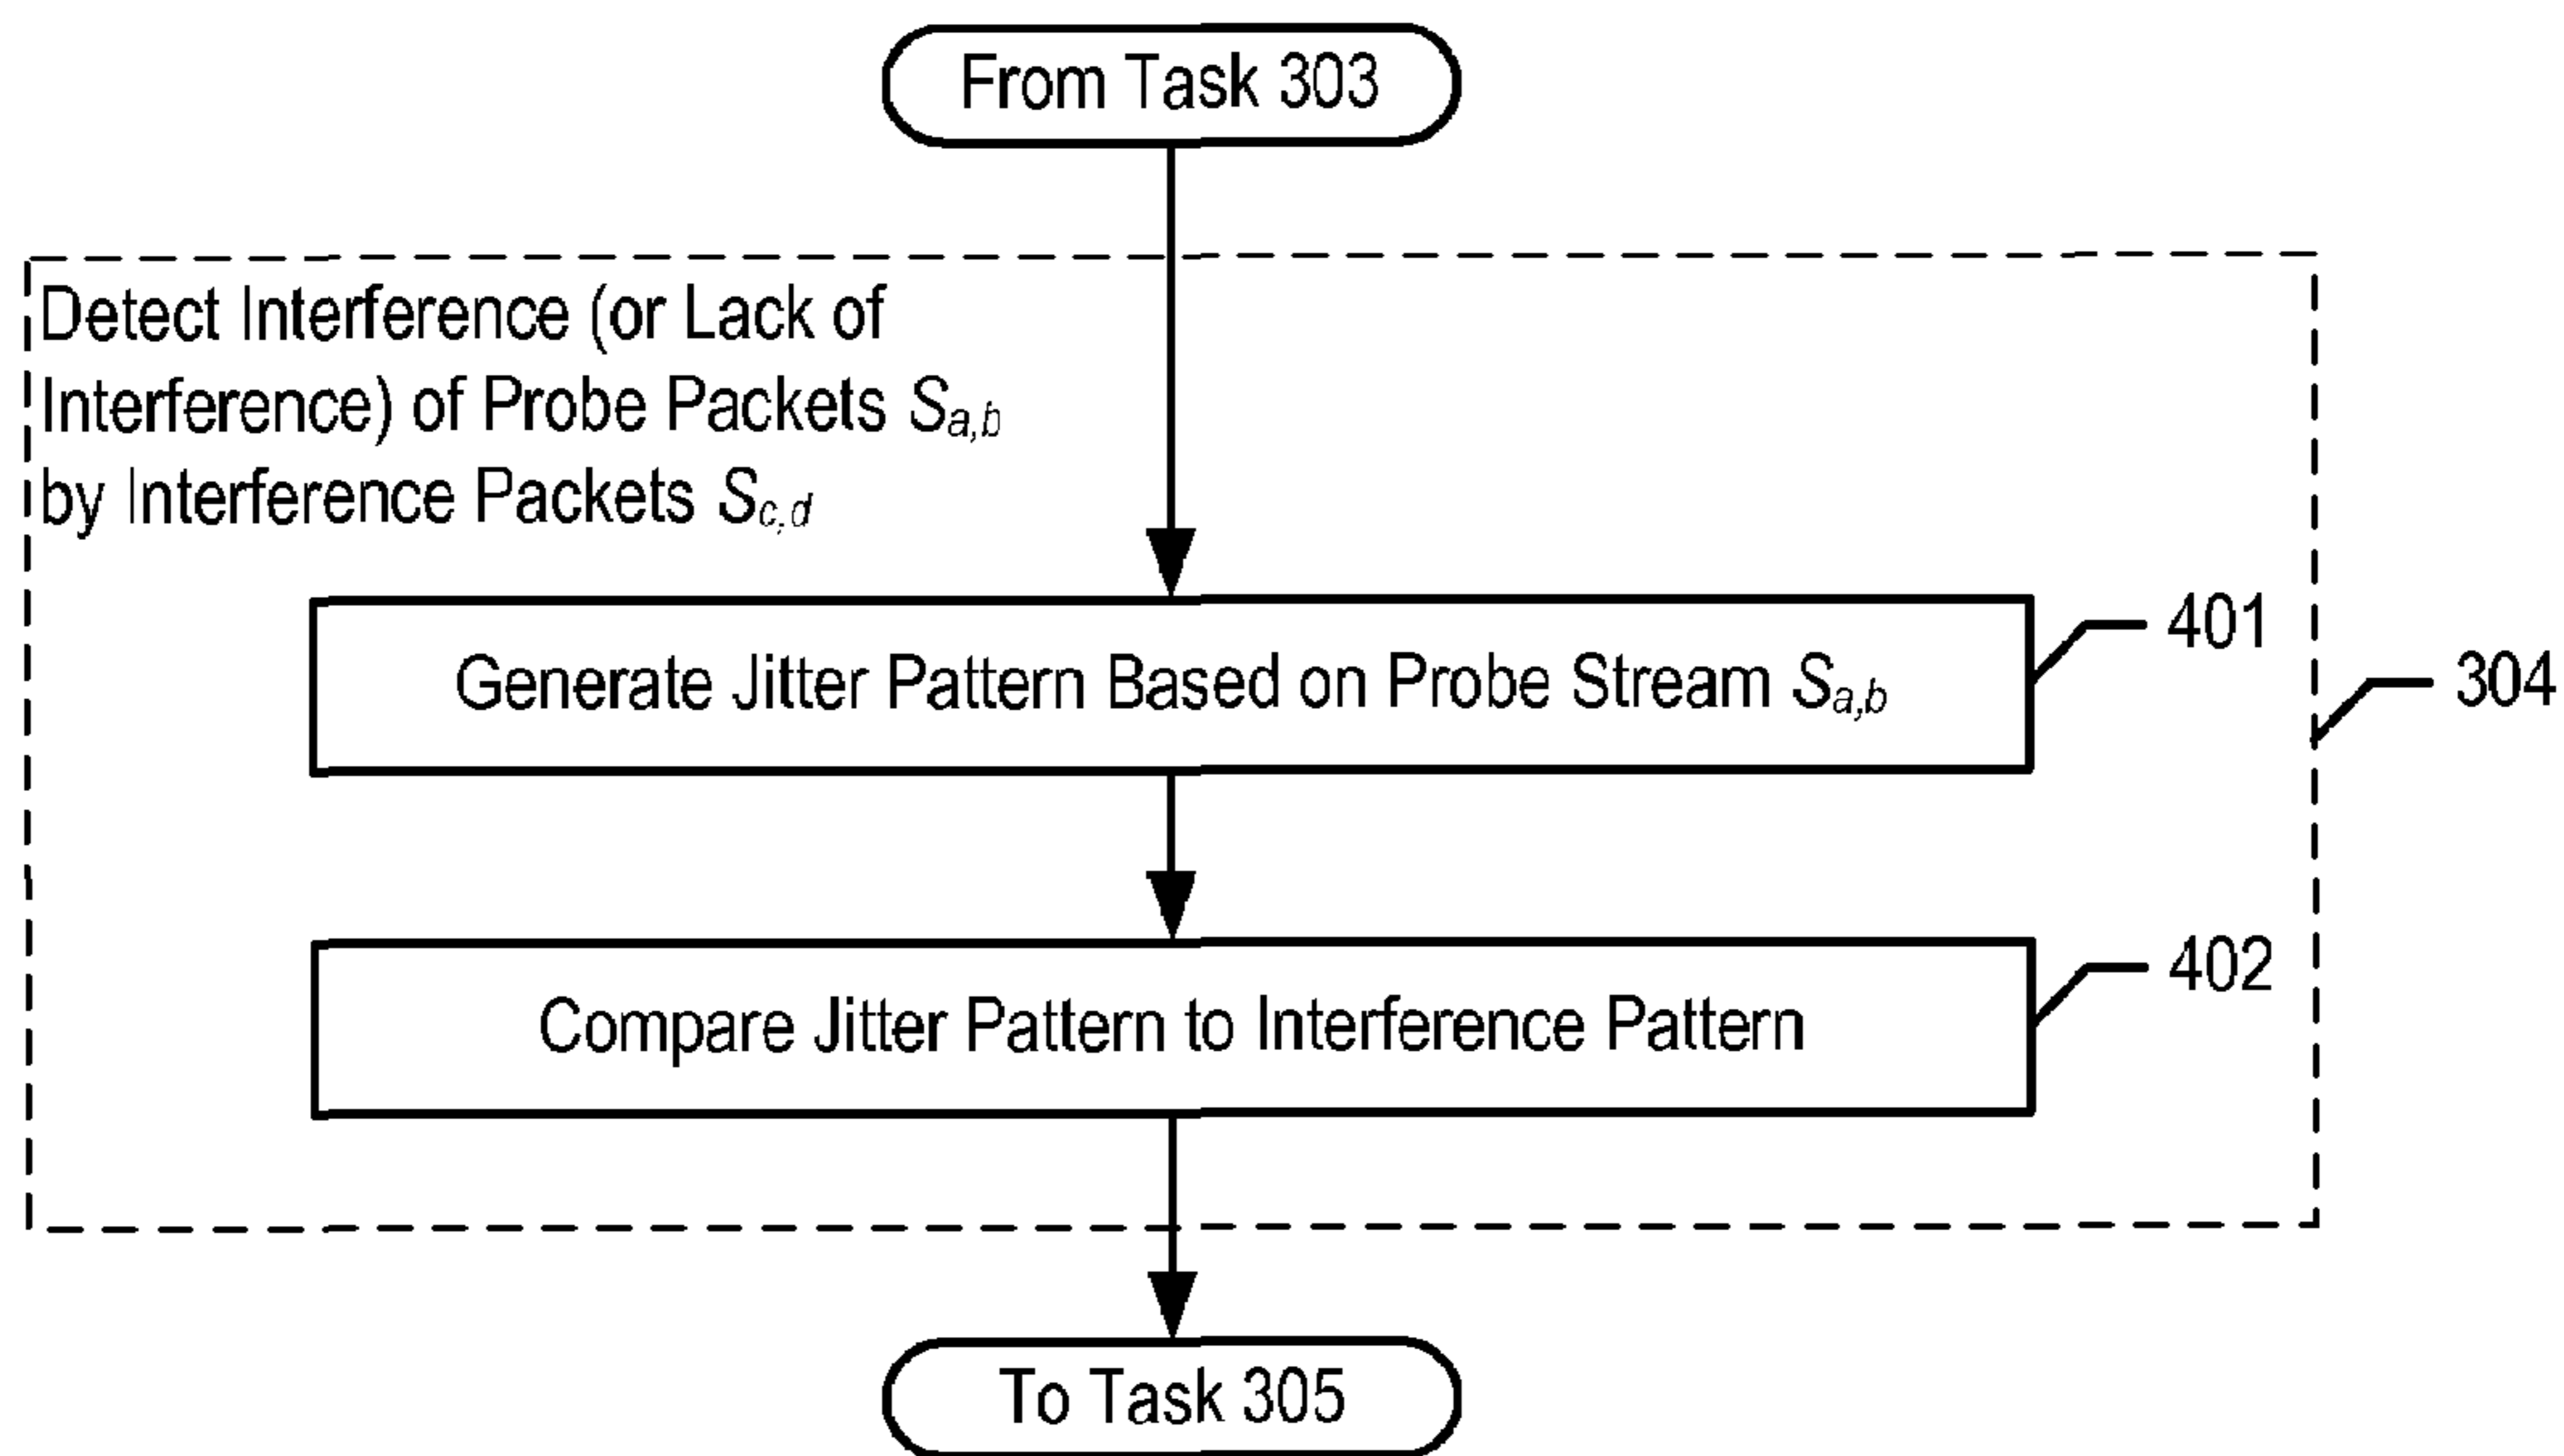 From Task 303
Detect Interference (or Lack of
Interference) of Probe Packets Sa,b
by Interference Packets Sc,d
Generate Jitter Pattern Based on Probe Stream Sa,b
401
304
Compare Jitter Pattern to Interference Pattern
402
To Task 305